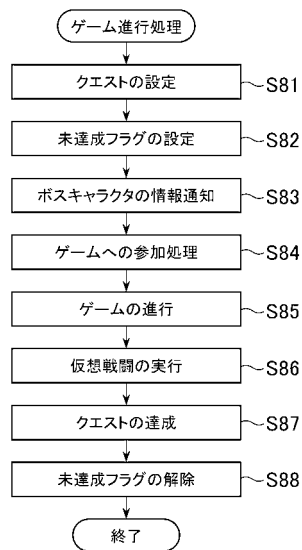 ゲーム進行処理
クエストの設定 S81
未達成フラグの設定 S82
ボスキャラクタの情報通知 S83
ゲームへの参加処理 S84
ゲームの進行 S85
仮想戦闘の実行 S86
クエストの達成 S87
未達成フラグの解除 S88
終了